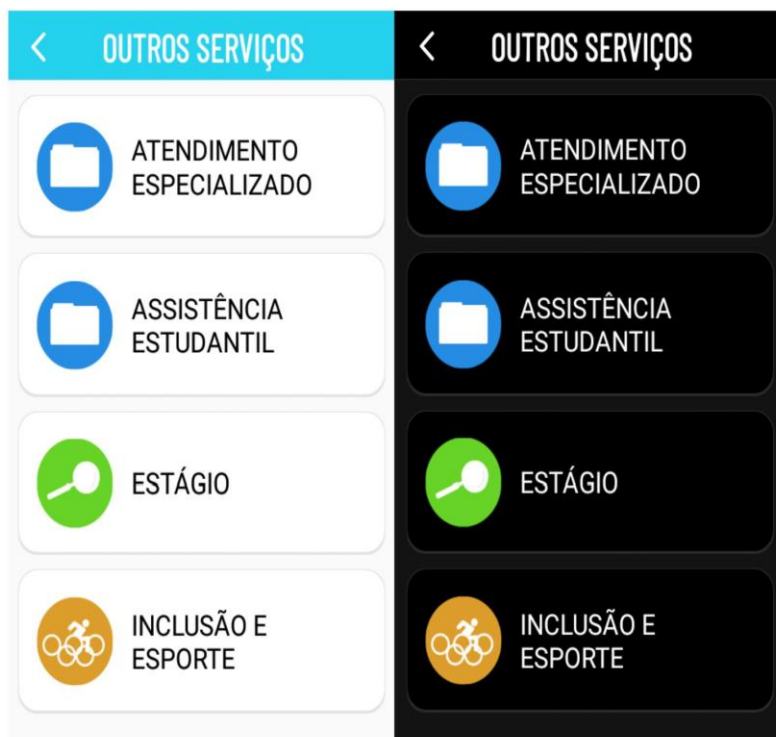 OUTROS SERVIÇOS
ATENDIMENTO
ESPECIALIZADO
ASSISTÊNCIA
ESTUDANTIL
ESTÁGIO
INCLUSÃO E
ESPORTE
OUTROS SERVIÇOS
ATENDIMENTO
ESPECIALIZADO
ASSISTÊNCIA
ESTUDANTIL
ESTÁGIO
INCLUSÃO E
ESPORTE